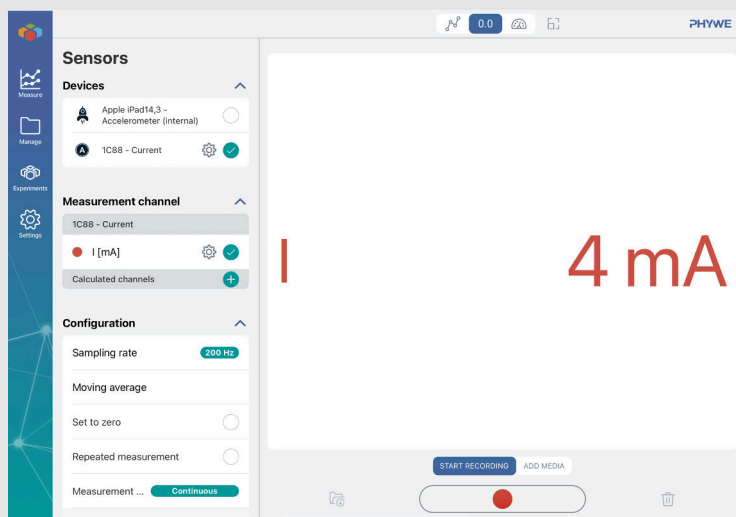 0.0
PHYWE
Measure
Manage
Experiments
Settings
Sensors
Devices
Apple iPad14,3 -
Accelerometer (internal)
A
1C88 - Current
Measurement channel
1C88 - Current
I [mA]
Calculated channels
Configuration
Sampling rate 200 Hz
Moving average
Set to zero
Repeated measurement
Measurement ... Continuous
I 4 mA
START RECORDING ADD MEDIA